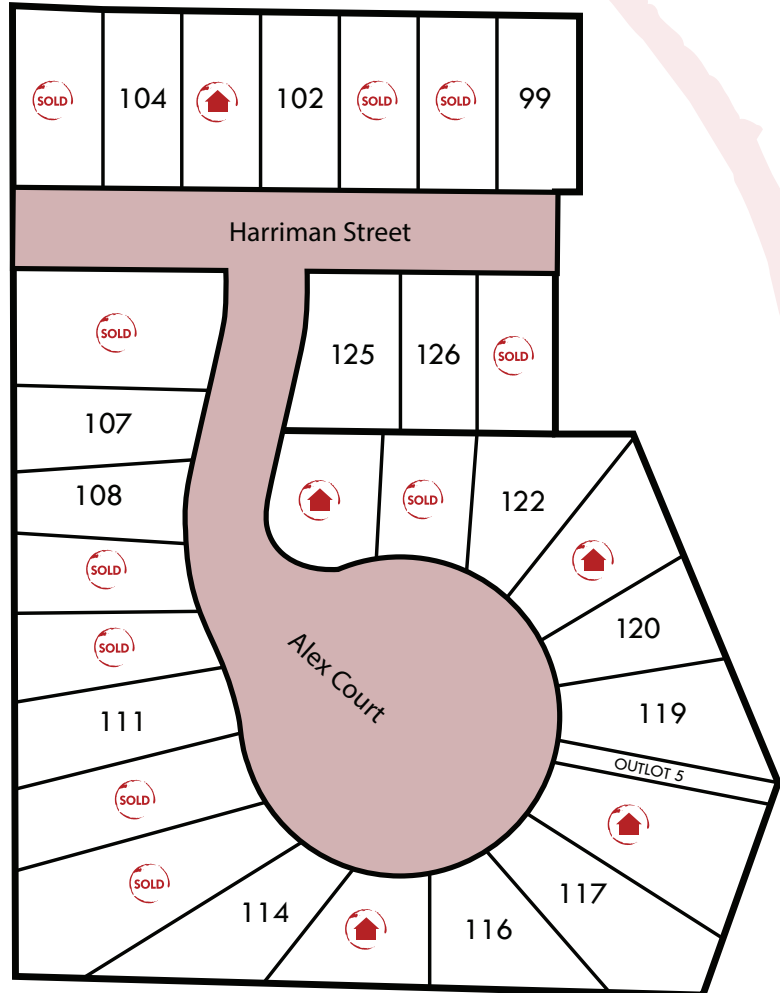 SOLD
104
102
SOLD
SOLD
99
Harriman Street
SOLD
125
126
SOLD
107
108
SOLD
122
SOLD
120
SOLD
111
Alex Court
119
OUTLOT 5
SOLD
SOLD
114
116
117